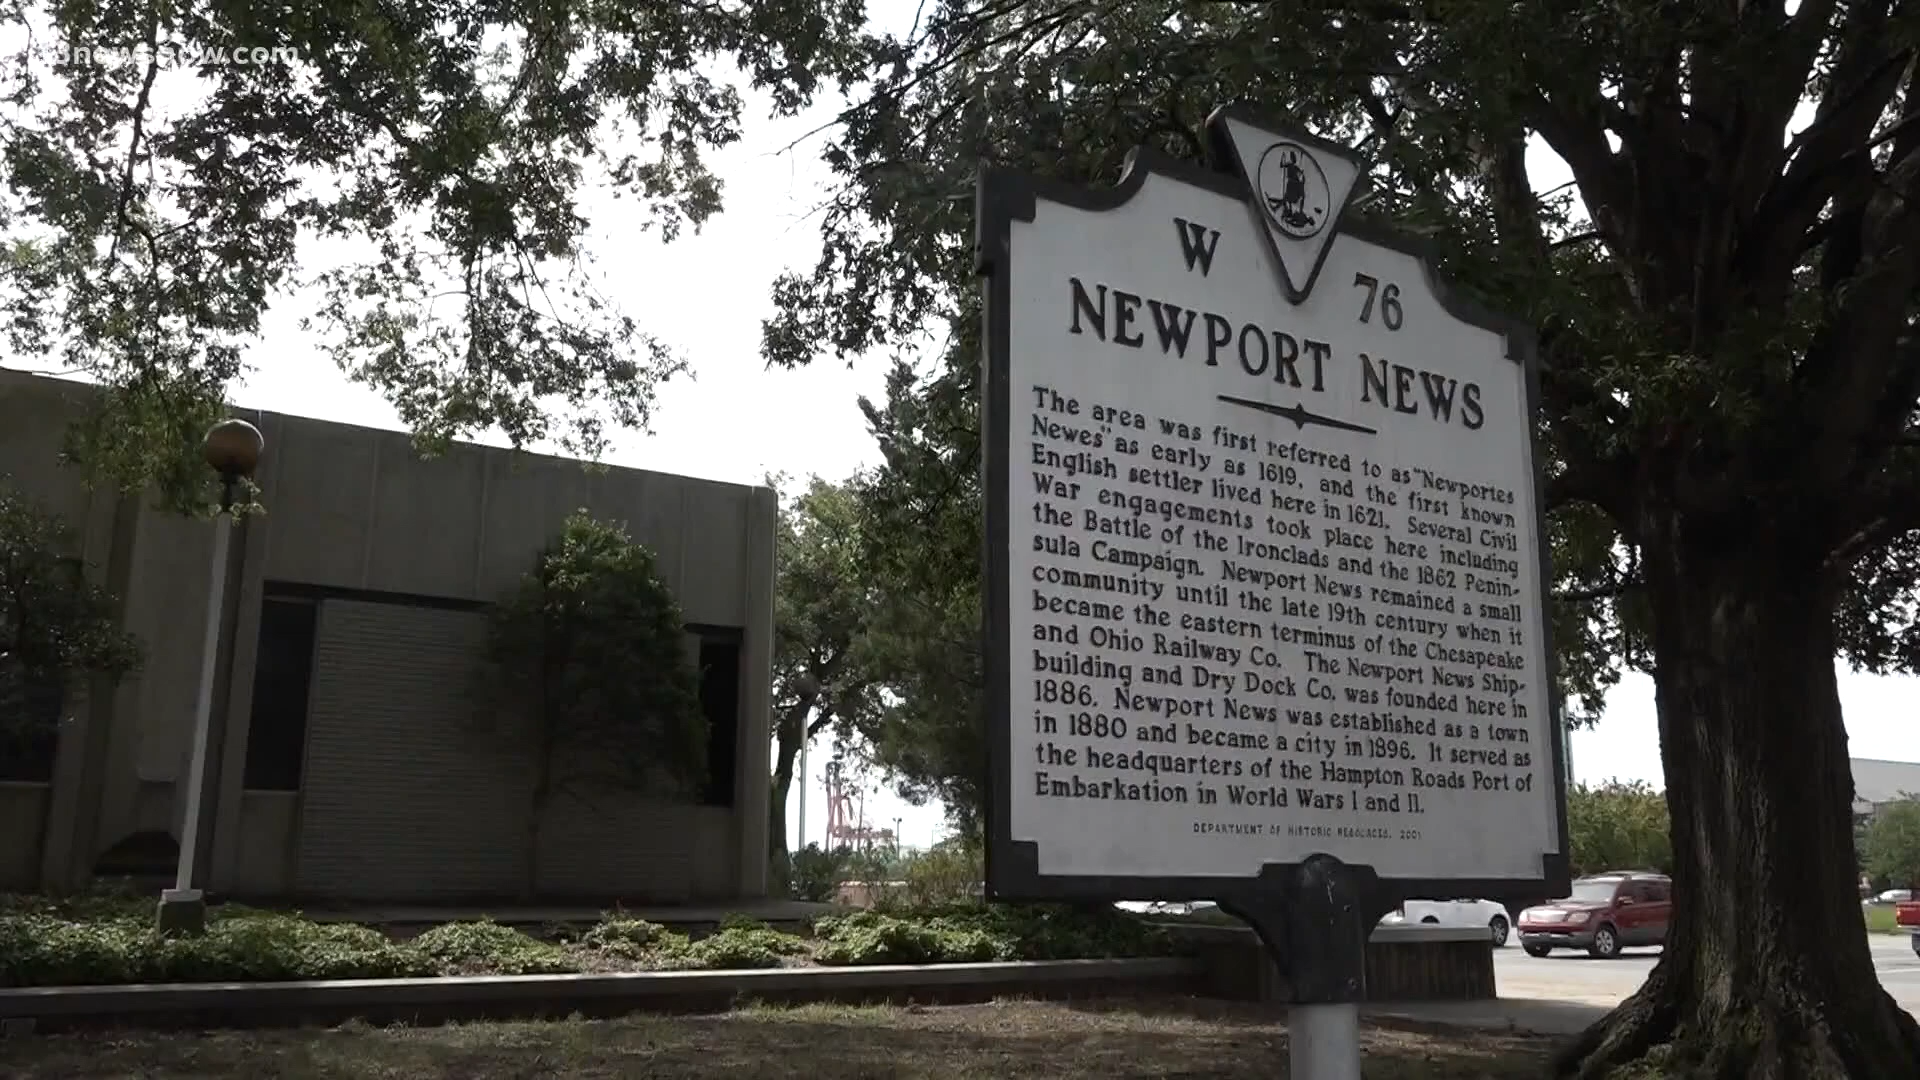 13newsnow.com
W 76
NEWPORT NEWS
The area was first referred to as "Newportes
Newes" as early as 1619, and the first known
English settler lived here in 1621. Several Civil
War engagements took place here including
the Battle of the Ironclads and the 1862 Penin-
sula Campaign. Newport News remained a small
community until the late 19th century when it
became the eastern terminus of the Chesapeake
and Ohio Railway Co. The Newport News Ship-
building and Dry Dock Co. was founded here in
1886. Newport News was established as a town
in 1880 and became a city in 1896. It served as
the headquarters of the Hampton Roads Port of
Embarkation in World Wars I and II.
DEPARTMENT OF HISTORIC RESOURCES, 2001